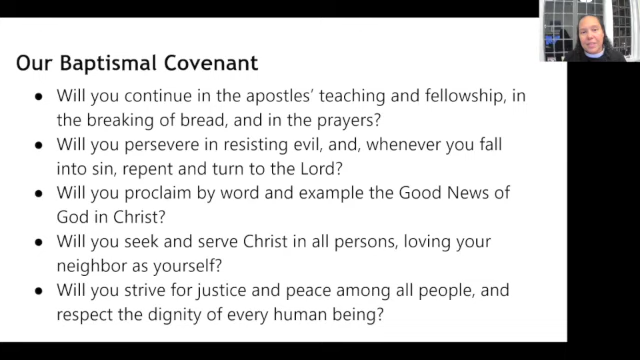 Our Baptismal Covenant
● Will you continue in the apostles' teaching and fellowship, in
the breaking of bread, and in the prayers?
● Will you persevere in resisting evil, and, whenever you fall
into sin, repent and turn to the Lord?
● Will you proclaim by word and example the Good News of
God in Christ?
● Will you seek and serve Christ in all persons, loving your
neighbor as yourself?
● Will you strive for justice and peace among all people, and
respect the dignity of every human being?